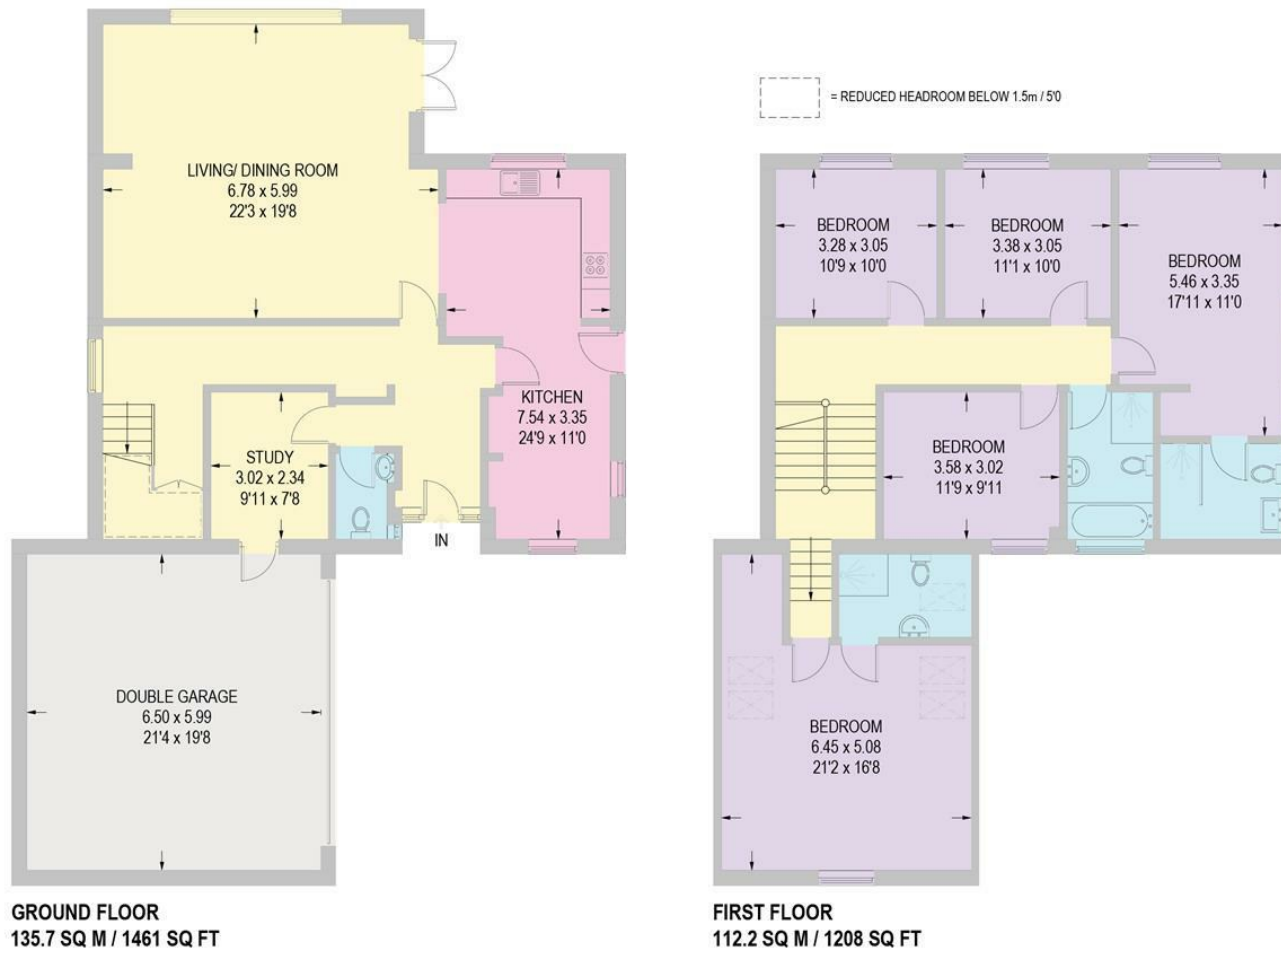 = REDUCED HEADROOM BELOW 1.5m / 5'0
LIVING/ DINING ROOM
6.78 x 5.99
22'3 x 19'8
KITCHEN
7.54 x 3.35
24'9 x 11'0
STUDY
3.02 x 2.34
9'11 x 7'8
IN
DOUBLE GARAGE
6.50 x 5.99
21'4 x 19'8
GROUND FLOOR
135.7 SQ M / 1461 SQ FT
BEDROOM
3.28 x 3.05
10'9 x 10'0
BEDROOM
3.38 x 3.05
11'1 x 10'0
BEDROOM
5.46 x 3.35
17'11 x 11'0
BEDROOM
3.58 x 3.02
11'9 x 9'11
BEDROOM
6.45 x 5.08
21'2 x 16'8
FIRST FLOOR
112.2 SQ M / 1208 SQ FT